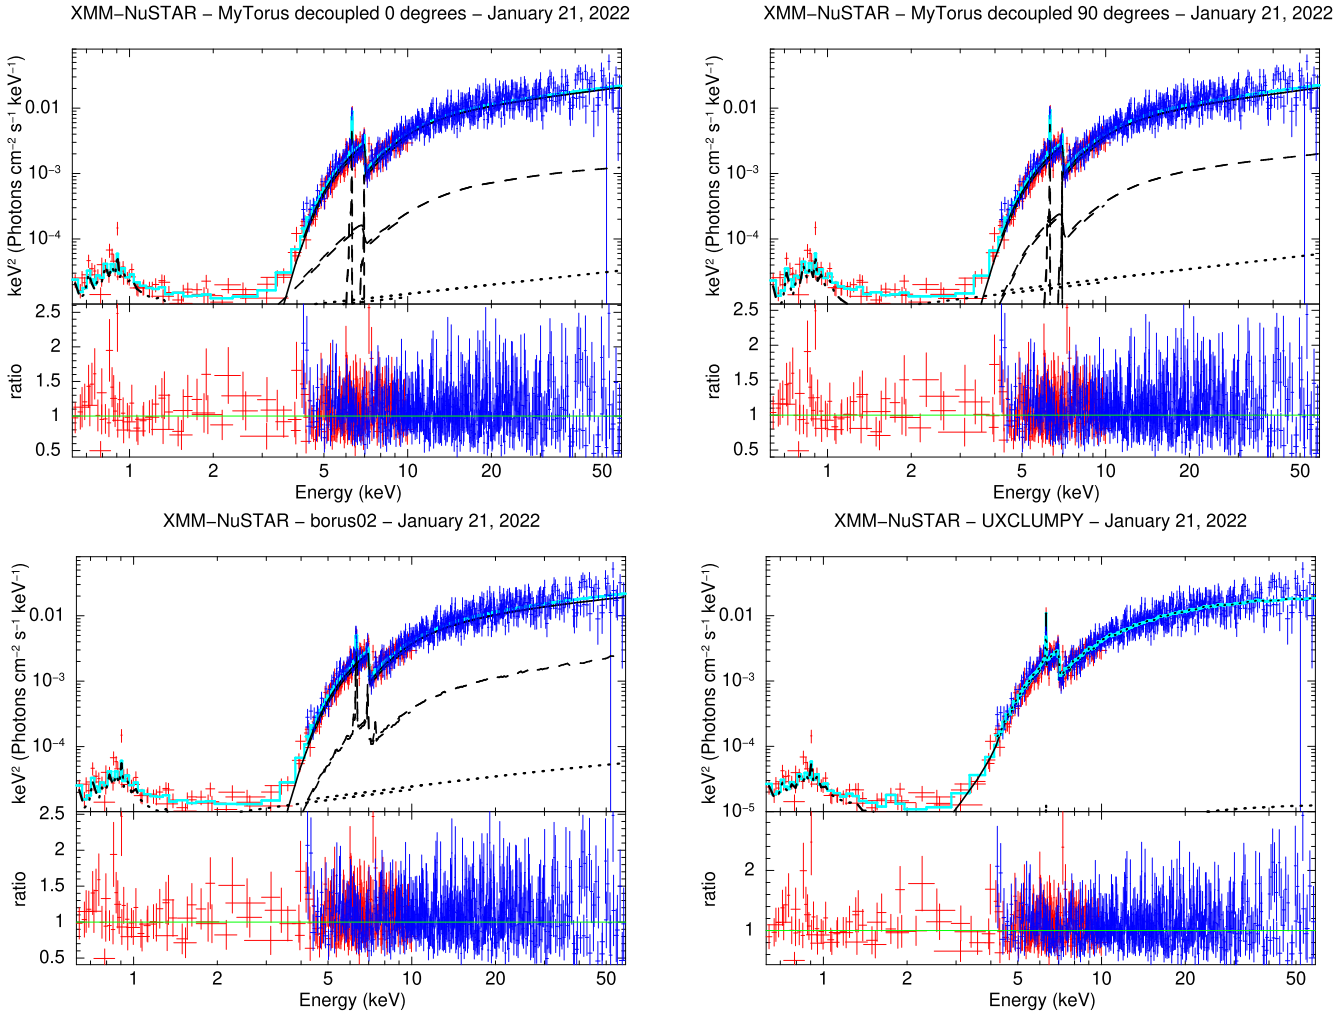 XMM−NuSTAR − MyTorus decoupled 0 degrees − January 21, 2022
keV² (Photons cm⁻² s⁻¹ keV⁻¹)
0.01
10⁻³
10⁻⁴
ratio
2.5
2
1.5
1
0.5
1 2 5 10 20 50
Energy (keV)
XMM−NuSTAR − MyTorus decoupled 90 degrees − January 21, 2022
keV² (Photons cm⁻² s⁻¹ keV⁻¹)
0.01
10⁻³
10⁻⁴
ratio
2.5
2
1.5
1
0.5
1 2 5 10 20 50
Energy (keV)
XMM−NuSTAR − borus02 − January 21, 2022
keV² (Photons cm⁻² s⁻¹ keV⁻¹)
0.01
10⁻³
10⁻⁴
ratio
2.5
2
1.5
1
0.5
1 2 5 10 20 50
Energy (keV)
XMM−NuSTAR − UXCLUMPY − January 21, 2022
keV² (Photons cm⁻² s⁻¹ keV⁻¹)
0.01
10⁻³
10⁻⁴
10⁻⁵
ratio
2
1
1 2 5 10 20 50
Energy (keV)